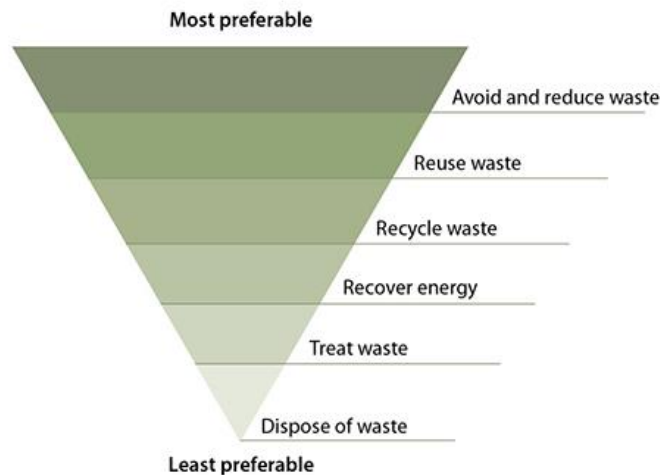 Most preferable
Avoid and reduce waste
Reuse waste
Recycle waste
Recover energy
Treat waste
Dispose of waste
Least preferable